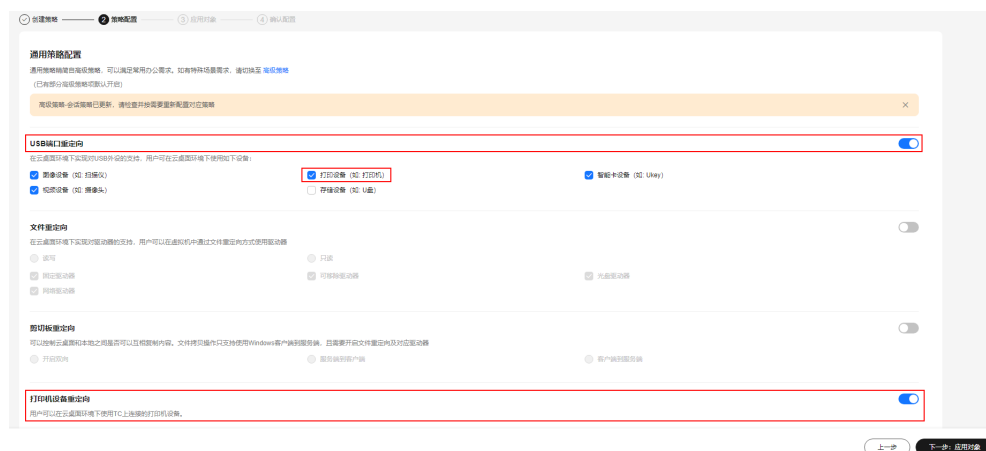 创建策略 2 策略配置 3 应用对象 4 确认配置
通用策略配置
通用策略精简自高级策略，可以满足常用办公需求。如有特殊场景需求，请切换至 高级策略
（已有部分高级策略项默认开启）
高级策略-会话策略已更新，请检查并按需要重新配置对应策略
USB端口重定向
在云桌面环境下实现对USB外设的支持，用户可在云桌面环境下使用如下设备：
图像设备（如: 扫描仪） 打印设备（如: 打印机） 智能卡设备（如: Ukey）
视频设备（如: 摄像头） 存储设备（如: U盘）
文件重定向
在云桌面环境下实现对驱动器的支持，用户可以在虚拟机中通过文件重定向方式使用驱动器
读写 只读
固定驱动器 可移除驱动器 光盘驱动器
网络驱动器
剪切板重定向
可以控制云桌面和本地之间是否可以互相复制内容。文件拷贝操作只支持使用Windows客户端到服务端，且需要开启文件重定向及对应驱动器
开启双向 服务端到客户端 客户端到服务端
打印机设备重定向
用户可以在云桌面环境下使用TC上连接的打印机设备。
上一步 下一步: 应用对象